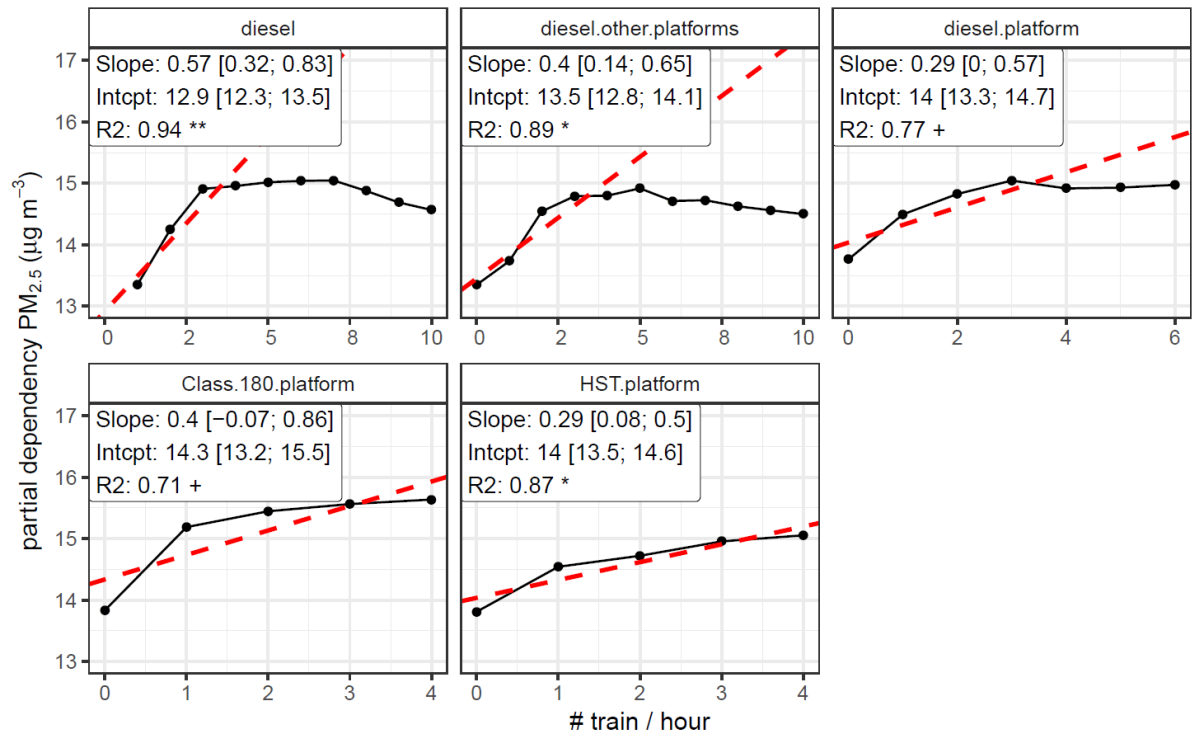 diesel
diesel.other.platforms
diesel.platform
Slope: 0.57 [0.32; 0.83]
Intcpt: 12.9 [12.3; 13.5]
R2: 0.94 **
Slope: 0.4 [0.14; 0.65]
Intcpt: 13.5 [12.8; 14.1]
R2: 0.89 *
Slope: 0.29 [0; 0.57]
Intcpt: 14 [13.3; 14.7]
R2: 0.77 +
17
16
15
14
13
0 2 5 8 10
0 2 5 8 10
0 2 4 6
partial dependency PM2.5 (µg m−3)
Class.180.platform
HST.platform
Slope: 0.4 [−0.07; 0.86]
Intcpt: 14.3 [13.2; 15.5]
R2: 0.71 +
Slope: 0.29 [0.08; 0.5]
Intcpt: 14 [13.5; 14.6]
R2: 0.87 *
17
16
15
14
13
0 1 2 3 4
0 1 2 3 4
# train / hour